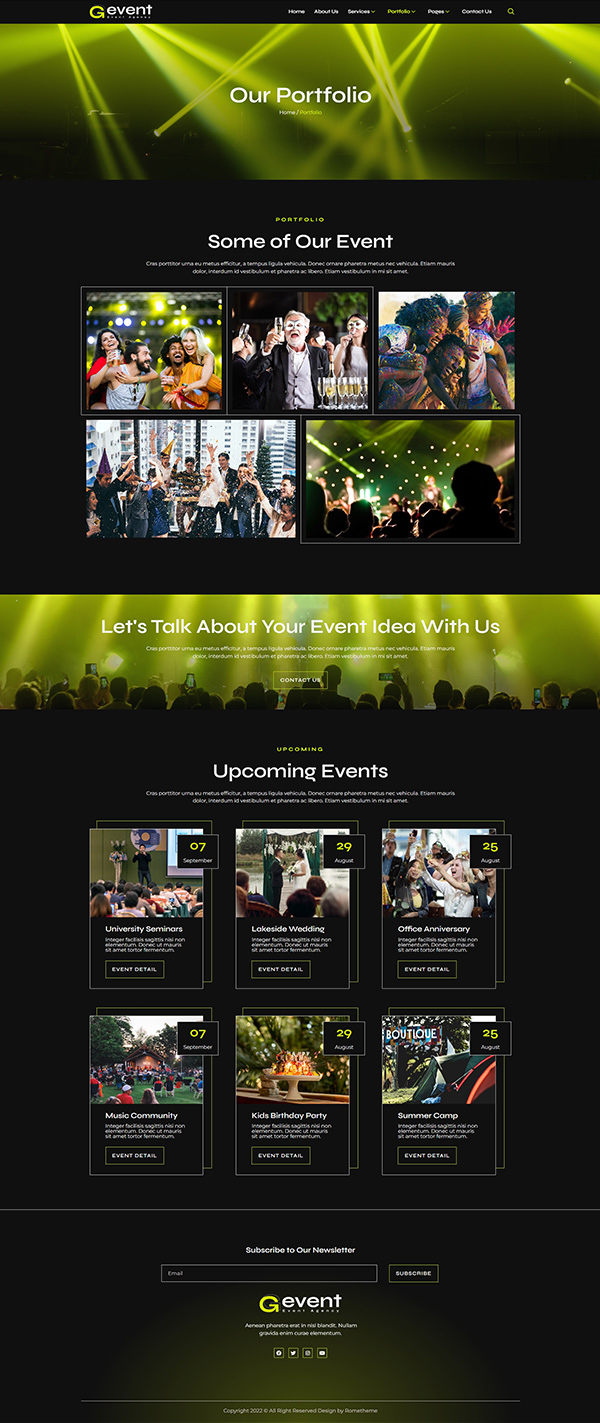 Gevent
Event Agency
Home About Us Services Portfolio Pages Contact Us
Our Portfolio
Home / Portfolio
PORTFOLIO
Some of Our Event
Cras porttitor urna eu metus efficitur, a tempus ligula vehicula. Donec ornare pharetra metus nec vehicula. Etiam mauris
dolor, interdum id vestibulum et pharetra ac libero. Etiam vestibulum in mi sit amet.
Let's Talk About Your Event Idea With Us
Cras porttitor urna eu metus efficitur, a tempus ligula vehicula. Donec ornare pharetra metus nec vehicula. Etiam mauris
dolor, interdum id vestibulum et pharetra ac libero. Etiam vestibulum in mi sit amet.
CONTACT US
UPCOMING
Upcoming Events
Cras porttitor urna eu metus efficitur, a tempus ligula vehicula. Donec ornare pharetra metus nec vehicula. Etiam mauris
dolor, interdum id vestibulum et pharetra ac libero. Etiam vestibulum in mi sit amet.
07
September
University Seminars
Integer facilisis sagittis nisi non
elementum. Donec ut mauris
sit amet tortor fermentum.
EVENT DETAIL
29
August
Lakeside Wedding
Integer facilisis sagittis nisi non
elementum. Donec ut mauris
sit amet tortor fermentum.
EVENT DETAIL
25
August
Office Anniversary
Integer facilisis sagittis nisi non
elementum. Donec ut mauris
sit amet tortor fermentum.
EVENT DETAIL
07
September
Music Community
Integer facilisis sagittis nisi non
elementum. Donec ut mauris
sit amet tortor fermentum.
EVENT DETAIL
29
August
Kids Birthday Party
Integer facilisis sagittis nisi non
elementum. Donec ut mauris
sit amet tortor fermentum.
EVENT DETAIL
BOUTIQUE
25
August
Summer Camp
Integer facilisis sagittis nisi non
elementum. Donec ut mauris
sit amet tortor fermentum.
EVENT DETAIL
Subscribe to Our Newsletter
Email
SUBSCRIBE
Gevent
Event Agency
Aenean pharetra erat in nisl blandit. Nullam
gravida enim curae elementum.
Copyright 2022 © All Right Reserved Design by Rometheme